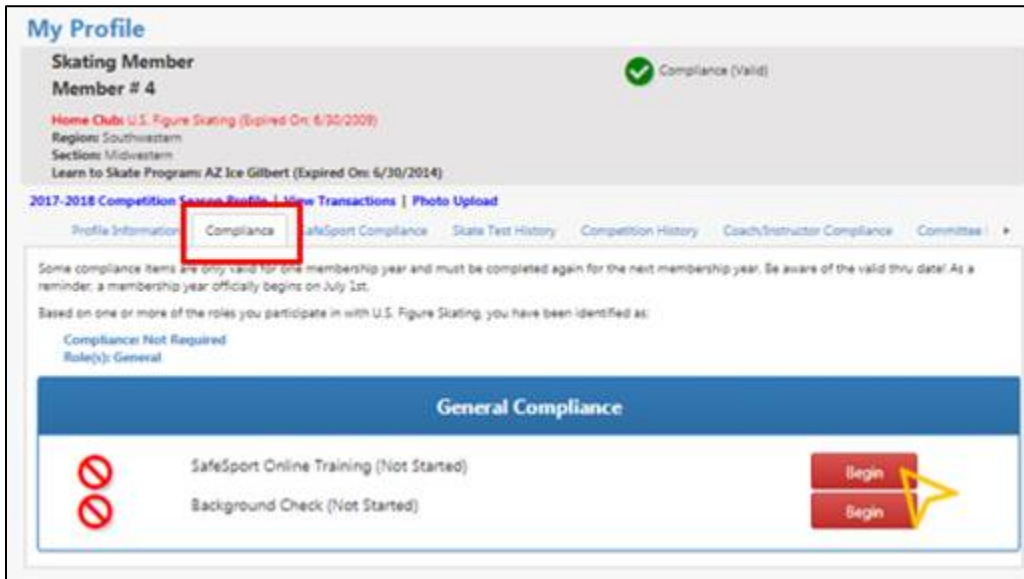 My Profile
Skating Member
Compliance (Valid)
Member # 4
Home Club: U.S. Figure Skating (Expired On: 6/30/2009)
Region: Southwestern
Section: Midwestern
Learn to Skate Program: AZ Ice Gilbert (Expired On: 6/30/2014)
2017-2018 Competition Season Profile | View Transactions | Photo Upload
Profile Information Compliance SafeSport Compliance Skate Test History Competition History Coach/Instructor Compliance Committee
Some compliance items are only valid for one membership year and must be completed again for the next membership year. Be aware of the valid thru date! As a
reminder, a membership year officially begins on July 1st.
Based on one or more of the roles you participate in with U.S. Figure Skating, you have been identified as:
Compliance: Not Required
Role(s): General
General Compliance
SafeSport Online Training (Not Started) Begin
Background Check (Not Started) Begin